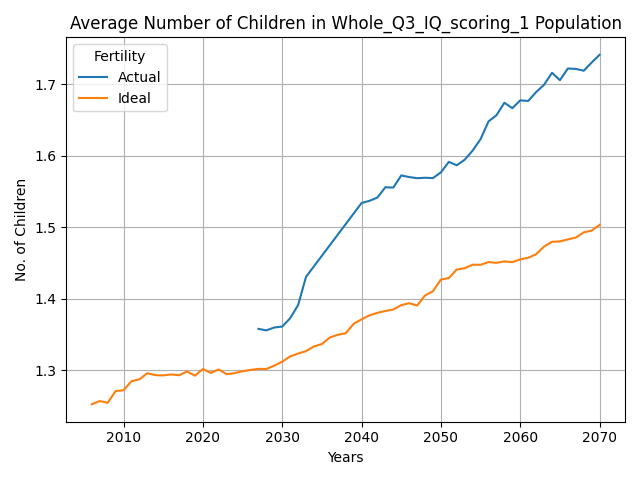 Average Number of Children in Whole_Q3_IQ_scoring_1 Population
Fertility
Actual
Ideal
No. of Children
1.7
1.6
1.5
1.4
1.3
2010 2020 2030 2040 2050 2060 2070
Years